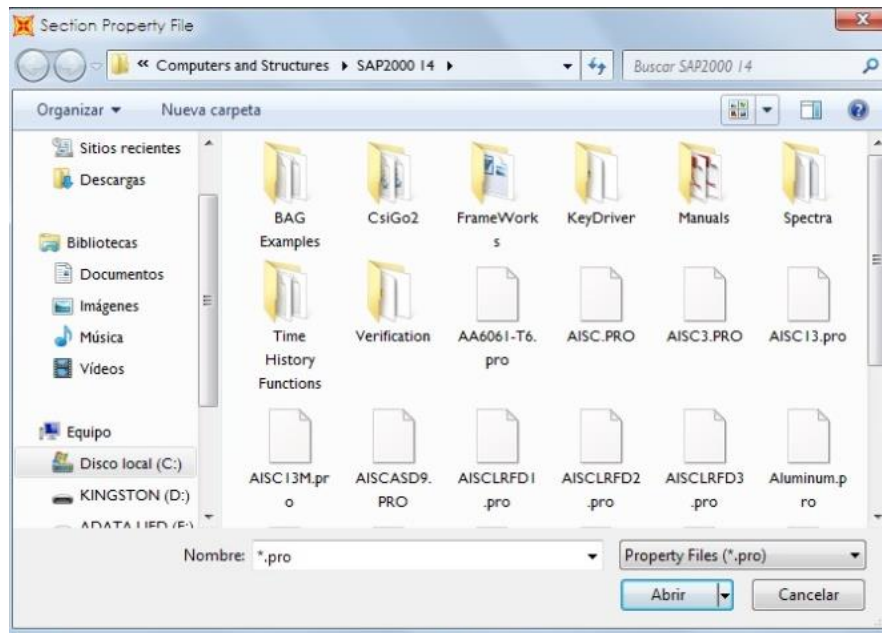 Section Property File
« Computers and Structures ▸ SAP2000 14 ▸
Buscar SAP2000 14
Organizar
Nueva carpeta
Sitios recientes
Descargas
Bibliotecas
Documentos
Imágenes
Música
Vídeos
Equipo
Disco local (C:)
KINGSTON (D:)
ADATA UFD (E:)
BAG
Examples
CsiGo2
FrameWork
s
KeyDriver
Manuals
Spectra
Time
History
Functions
Verification
AA6061-T6.
pro
AISC.PRO
AISC3.PRO
AISC13.pro
AISC13M.pr
o
AISCASD9.
PRO
AISCLRFD1
.pro
AISCLRFD2
.pro
AISCLRFD3
.pro
Aluminum.p
ro
Nombre: *.pro
Property Files (*.pro)
Abrir
Cancelar